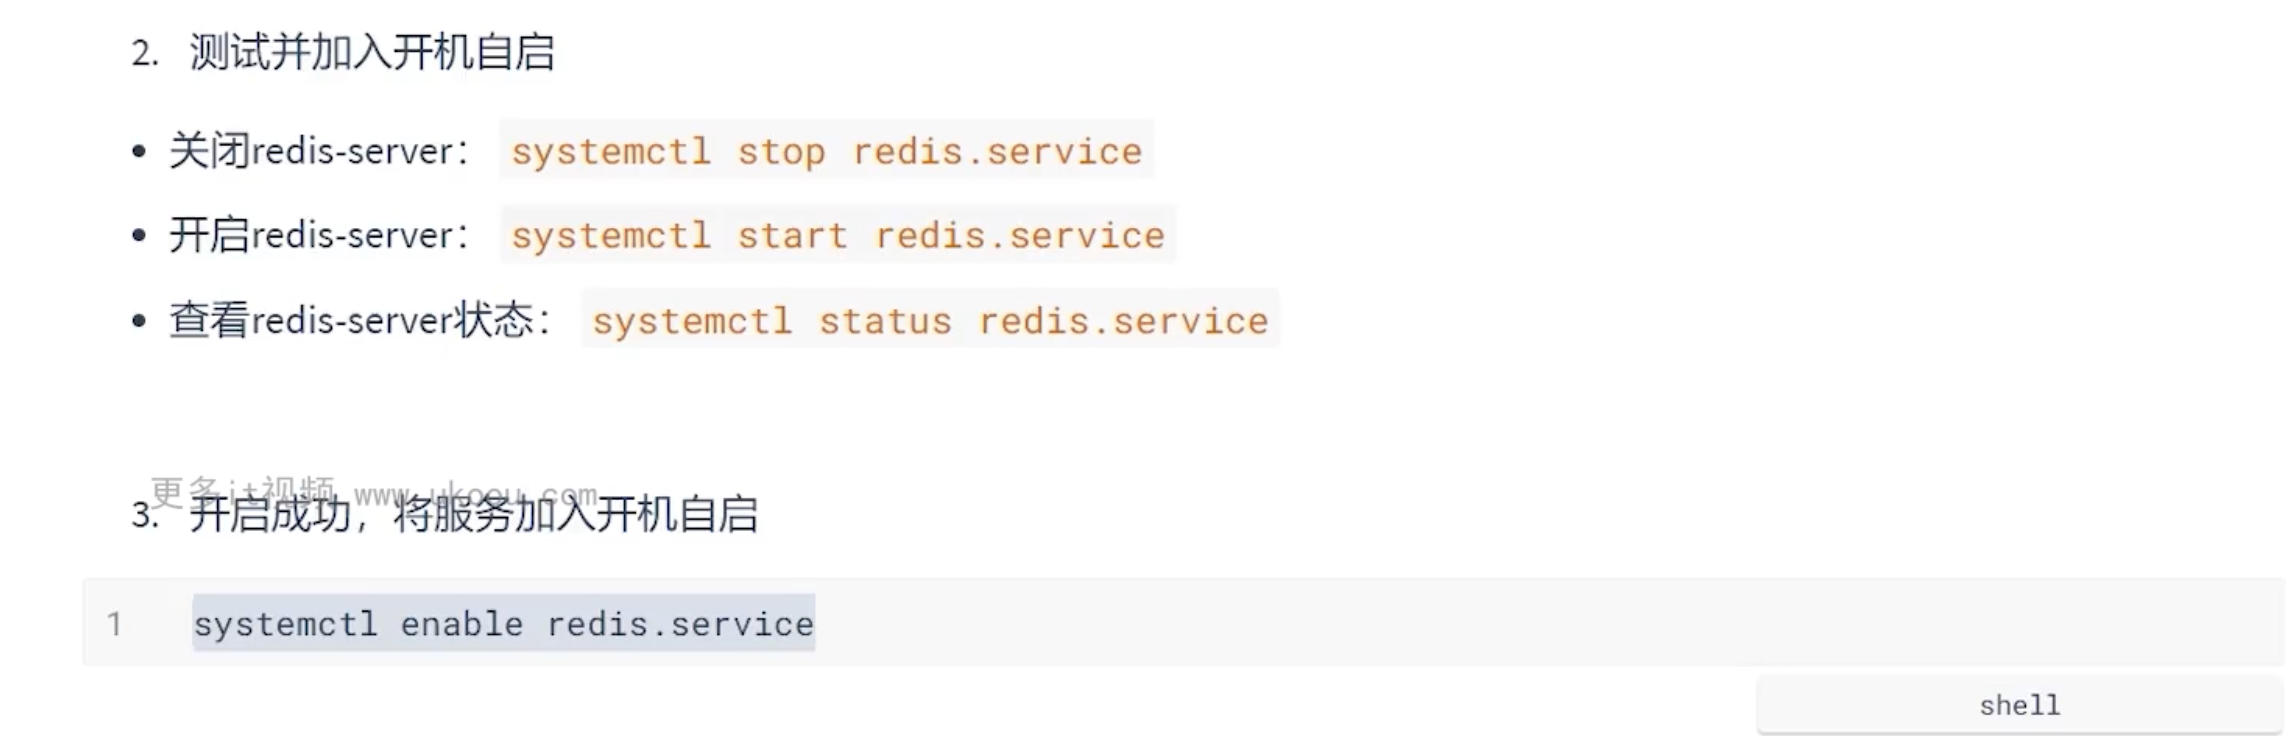 2. 测试并加入开机自启
• 关闭redis-server： systemctl stop redis.service
• 开启redis-server： systemctl start redis.service
• 查看redis-server状态： systemctl status redis.service
更多it视频 www.ukoou.com
3. 开启成功，将服务加入开机自启
1 systemctl enable redis.service
shell